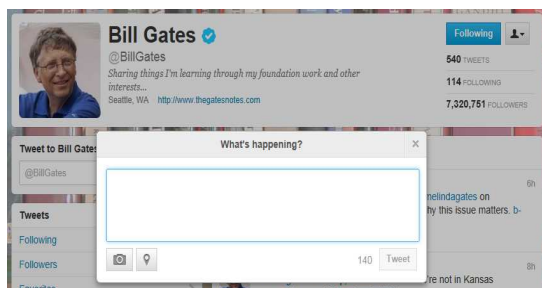 Bill Gates
@BillGates
Sharing things I'm learning through my foundation work and other
interests...
Seattle, WA http://www.thegatesnotes.com
Following
540 TWEETS
114 FOLLOWING
7,320,751 FOLLOWERS
Tweet to Bill Gates
@BillGates
What's happening?
×
140 Tweet
6h
melindagates on
hy this issue matters. b-
Tweets
Following
Followers
8h
're not in Kansas